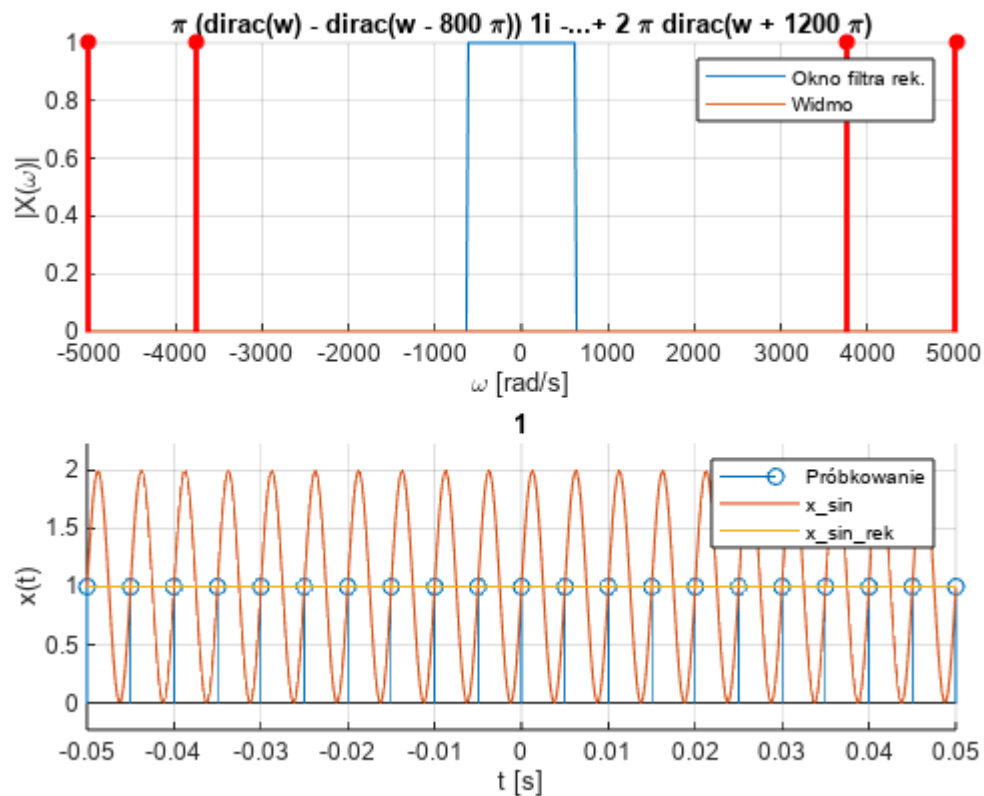 π (dirac(w) - dirac(w - 800 π)) 1i -...+ 2 π dirac(w + 1200 π)
1
0.8
0.6
0.4
0.2
0
|X(ω)|
Okno filtra rek.
Widmo
-5000 -4000 -3000 -2000 -1000 0 1000 2000 3000 4000 5000
ω [rad/s]
1
2
1.5
1
0.5
0
x(t)
Próbkowanie
x_sin
x_sin_rek
-0.05 -0.04 -0.03 -0.02 -0.01 0 0.01 0.02 0.03 0.04 0.05
t [s]